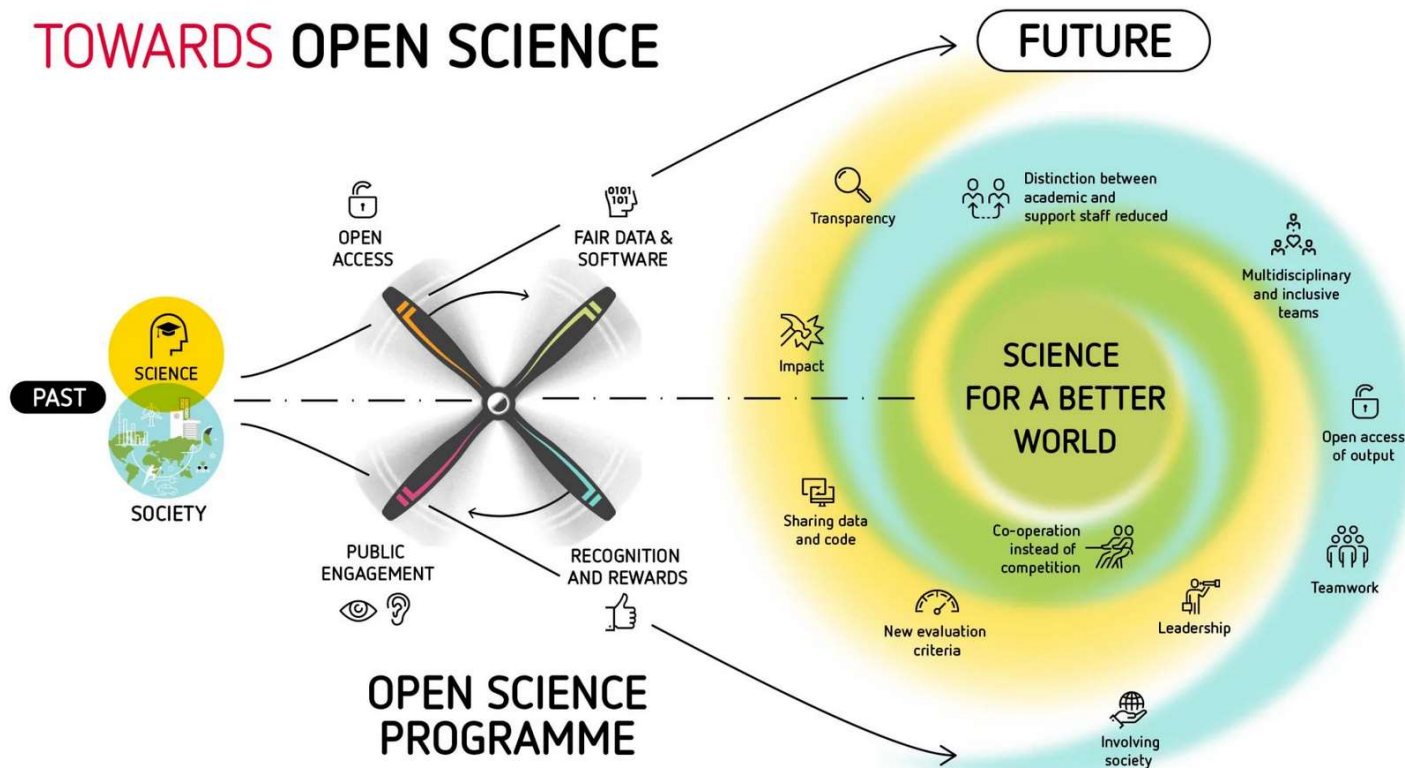 TOWARDS OPEN SCIENCE
FUTURE
PAST
SCIENCE
SOCIETY
OPEN
ACCESS
0101
101
FAIR DATA &
SOFTWARE
PUBLIC
ENGAGEMENT
RECOGNITION
AND REWARDS
OPEN SCIENCE
PROGRAMME
Transparency
Distinction between
academic and
support staff reduced
Multidisciplinary
and inclusive
teams
Impact
SCIENCE
FOR A BETTER
WORLD
Open access
of output
Sharing data
and code
Co-operation
instead of
competition
Teamwork
New evaluation
criteria
Leadership
Involving
society